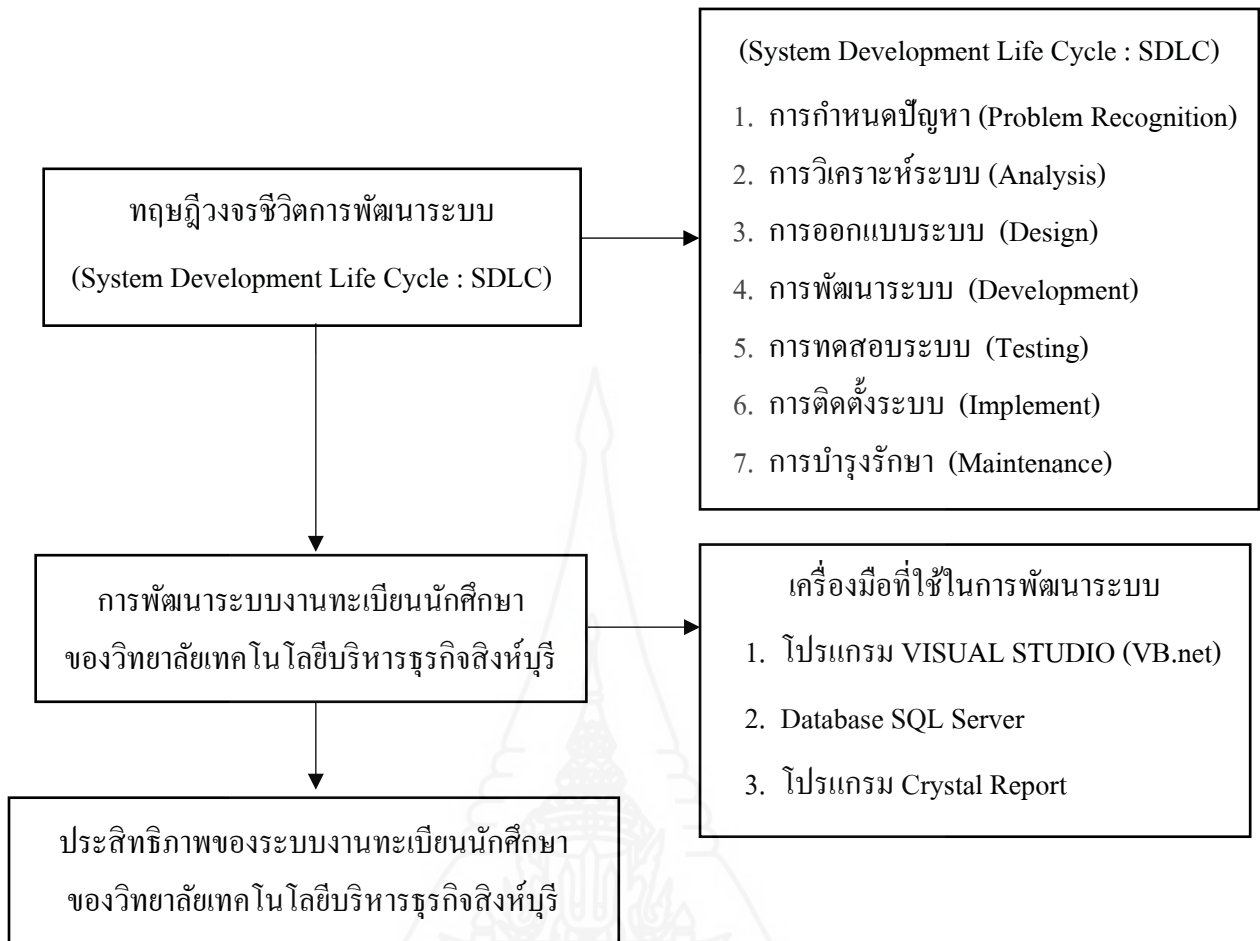 ทฤษฎีวงจรชีวิตการพัฒนาระบบ
(System Development Life Cycle : SDLC)
(System Development Life Cycle : SDLC)
1. การกำหนดปัญหา (Problem Recognition)
2. การวิเคราะห์ระบบ (Analysis)
3. การออกแบบระบบ (Design)
4. การพัฒนาระบบ (Development)
5. การทดสอบระบบ (Testing)
6. การติดตั้งระบบ (Implement)
7. การบำรุงรักษา (Maintenance)
การพัฒนาระบบงานทะเบียนนักศึกษา
ของวิทยาลัยเทคโนโลยีบริหารธุรกิจสิงห์บุรี
เครื่องมือที่ใช้ในการพัฒนาระบบ
1. โปรแกรม VISUAL STUDIO (VB.net)
2. Database SQL Server
3. โปรแกรม Crystal Report
ประสิทธิภาพของระบบงานทะเบียนนักศึกษา
ของวิทยาลัยเทคโนโลยีบริหารธุรกิจสิงห์บุรี